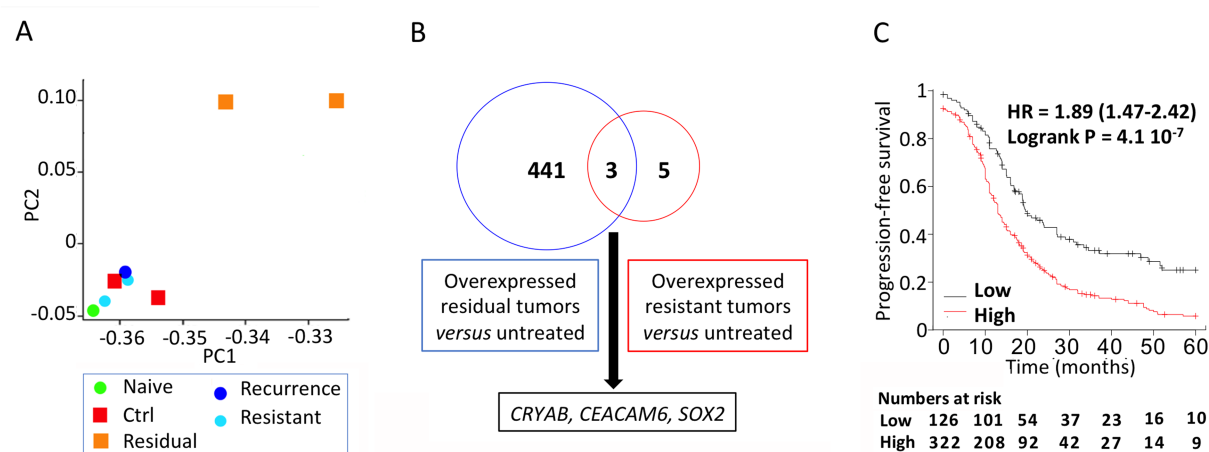 A
B
C
PC2
0.10
0.05
0
-0.05
-0.36
-0.35
-0.34
-0.33
PC1
Naive
Ctrl
Residual
Recurrence
Resistant
441
3
5
Overexpressed
residual tumors
versus untreated
Overexpressed
resistant tumors
versus untreated
CRYAB, CEACAM6, SOX2
Progression-free survival
1
0.8
0.6
0.4
0.2
0
HR = 1.89 (1.47-2.42)
Logrank P = 4.1 10-7
Low
High
0 10 20 30 40 50 60
Time (months)
Numbers at risk
Low 126 101 54 37 23 16 10
High 322 208 92 42 27 14 9